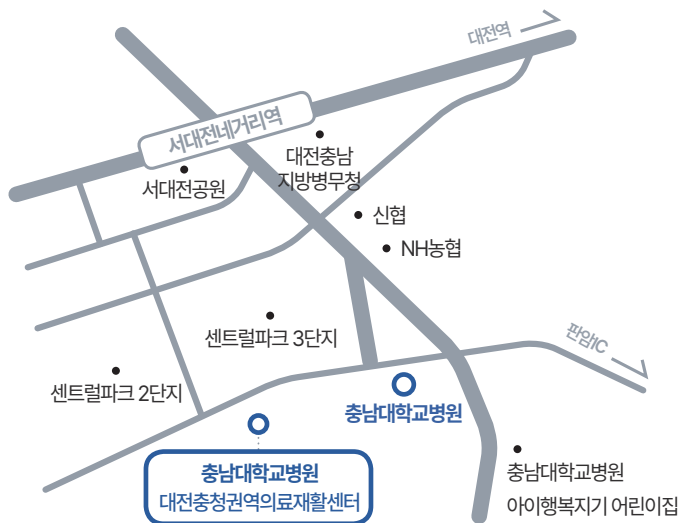 대전역
서대전네거리역
대전충남
지방병무청
서대전공원
신협
NH농협
센트럴파크 3단지
판암IC
센트럴파크 2단지
충남대학교병원
충남대학교병원
대전충청권역의료재활센터
충남대학교병원
아이행복지기 어린이집